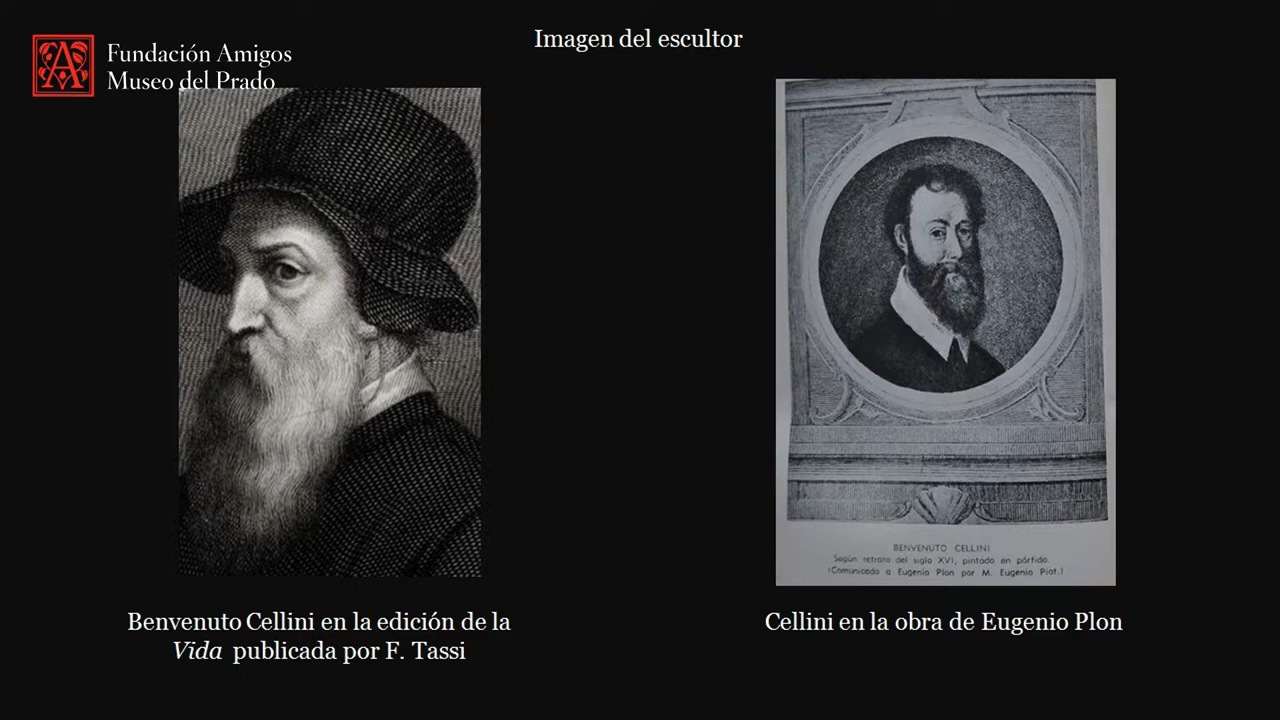 Imagen del escultor
Fundación Amigos
Museo del Prado
BENVENUTO CELLINI
Según retrato del siglo XVI, pintado en pórfido.
(Comunicado a Eugenio Plon por M. Eugenio Piot.)
Benvenuto Cellini en la edición de la
Vida publicada por F. Tassi
Cellini en la obra de Eugenio Plon